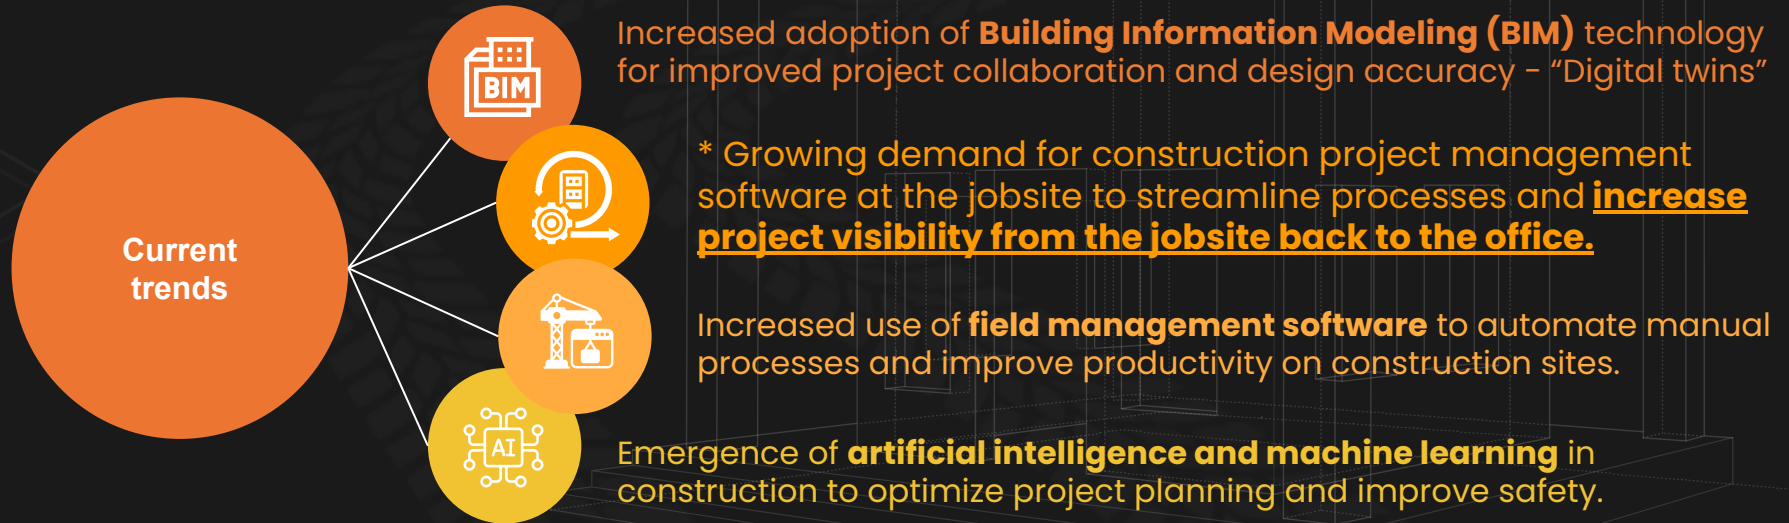 Current
trends
BIM
Increased adoption of Building Information Modeling (BIM) technology
for improved project collaboration and design accuracy - “Digital twins”
* Growing demand for construction project management
software at the jobsite to streamline processes and increase
project visibility from the jobsite back to the office.
Increased use of field management software to automate manual
processes and improve productivity on construction sites.
AI
Emergence of artificial intelligence and machine learning in
construction to optimize project planning and improve safety.